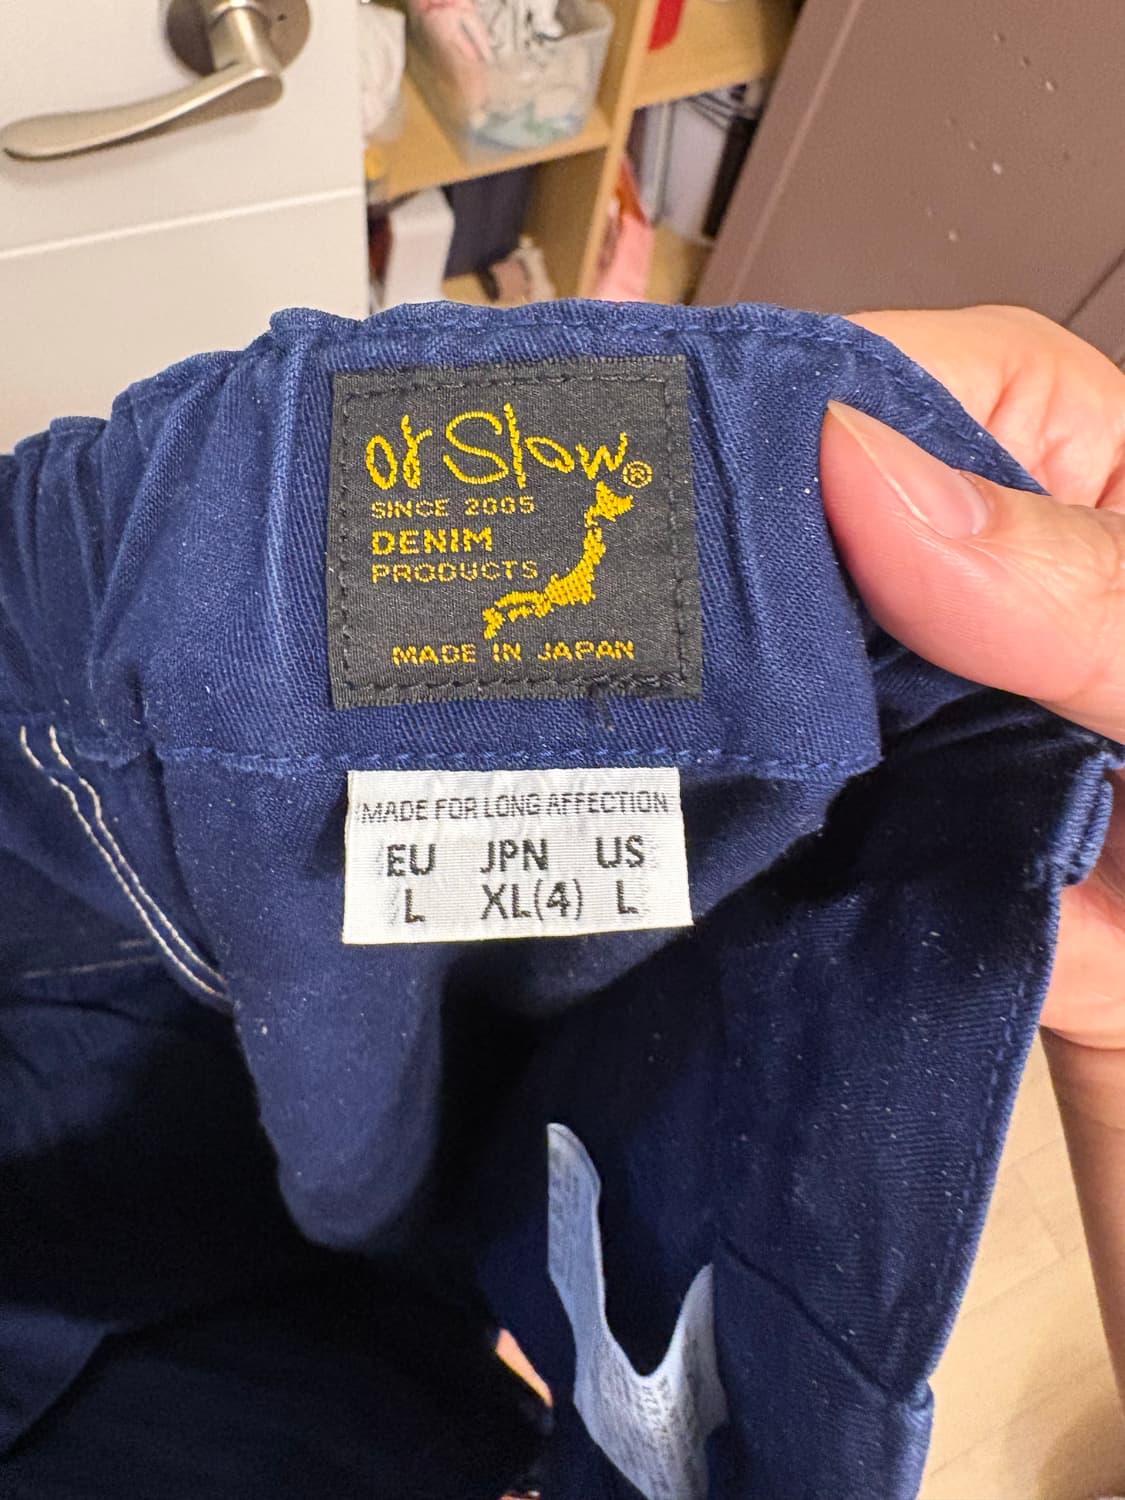 or Slow®
SINCE 2005
DENIM
PRODUCTS
MADE IN JAPAN
MADE FOR LONG AFFECTION
EU JPN US
L XL(4) L